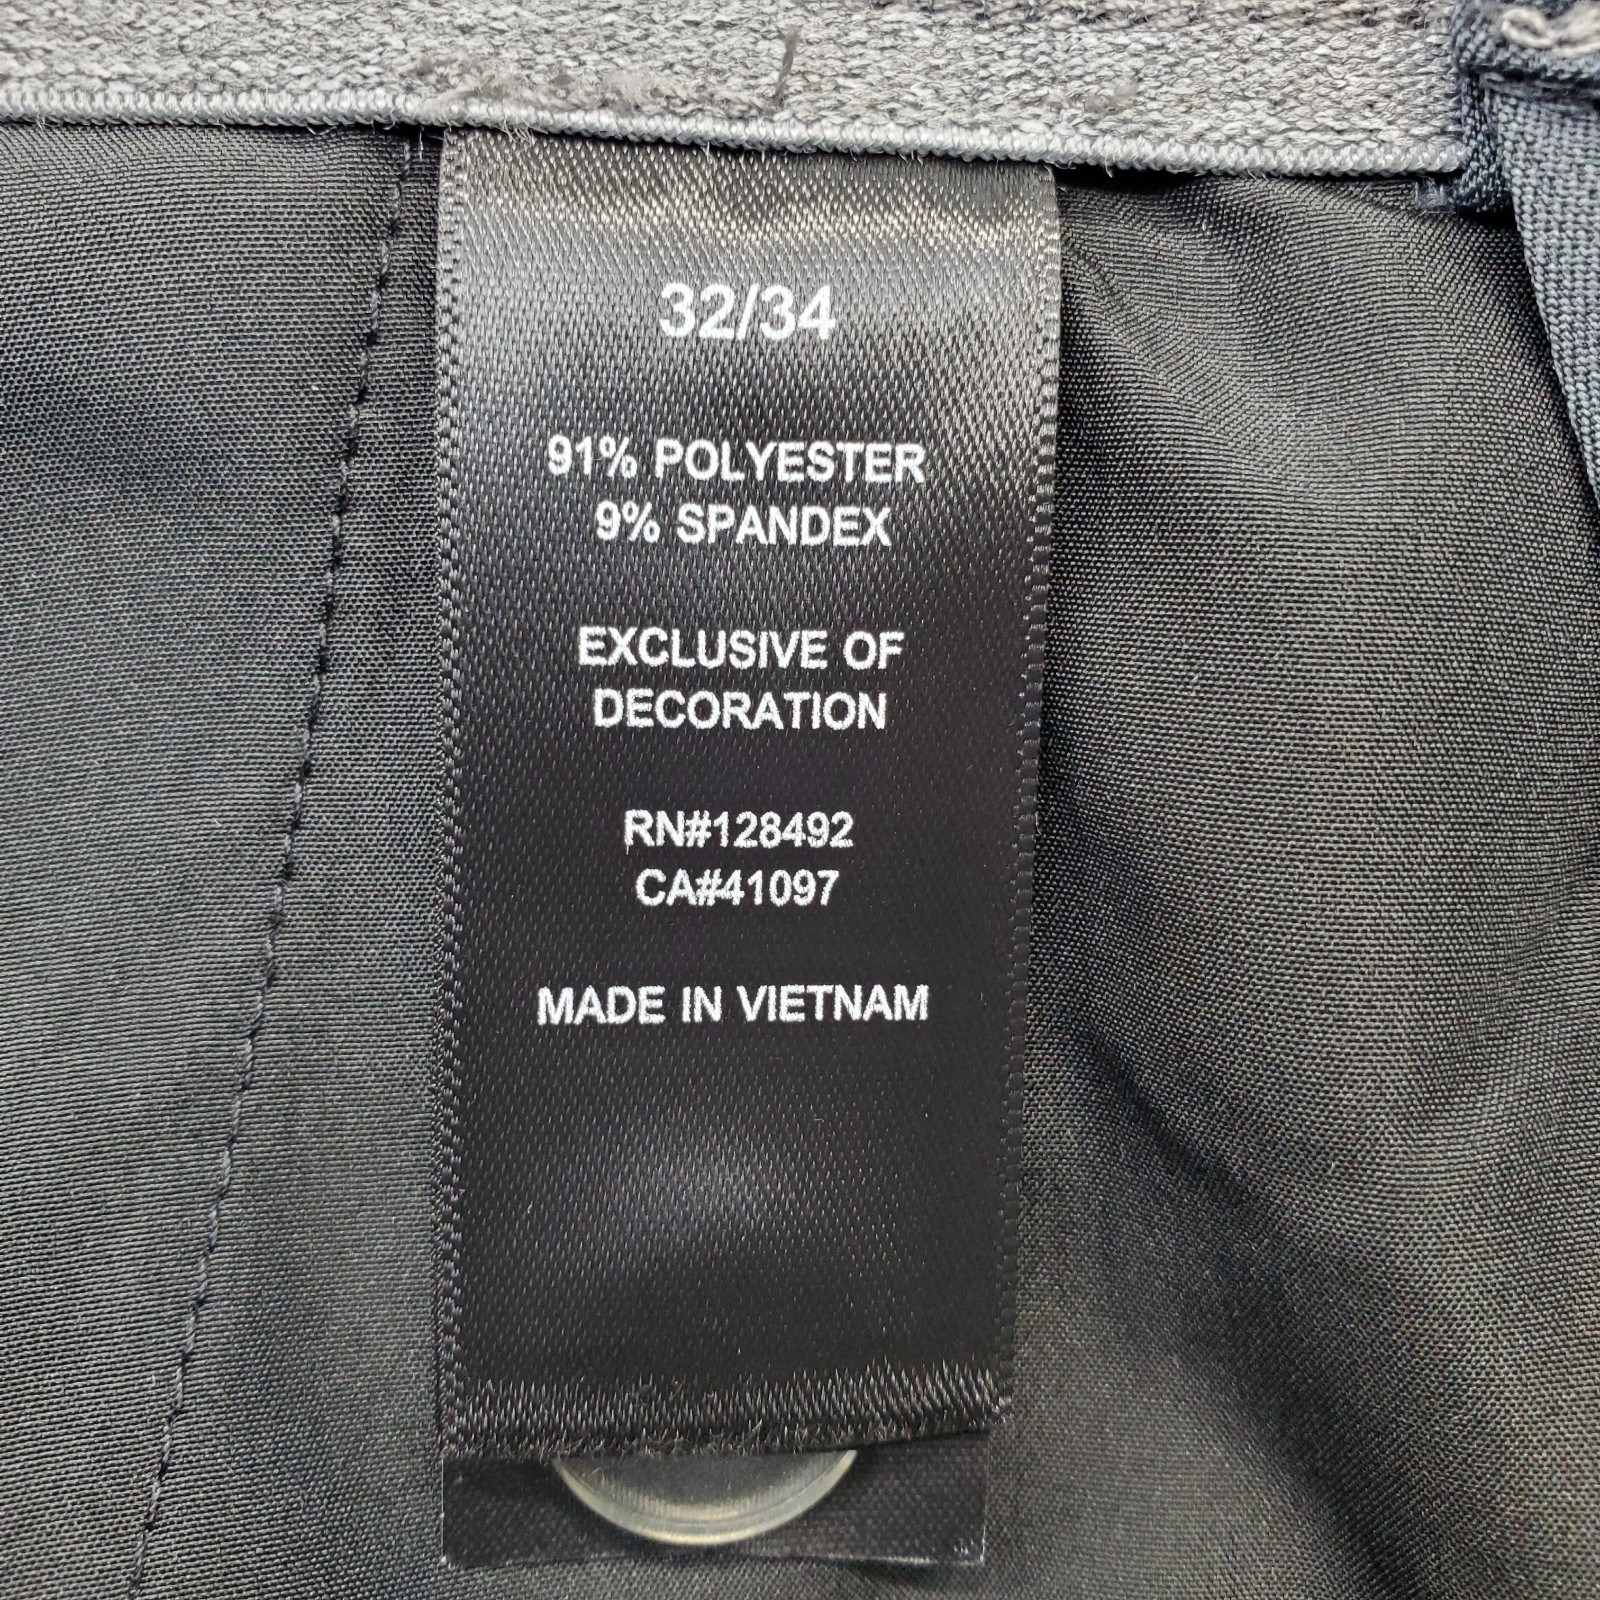 32/34
91% POLYESTER
9% SPANDEX
EXCLUSIVE OF
DECORATION
RN#128492
CA#41097
MADE IN VIETNAM